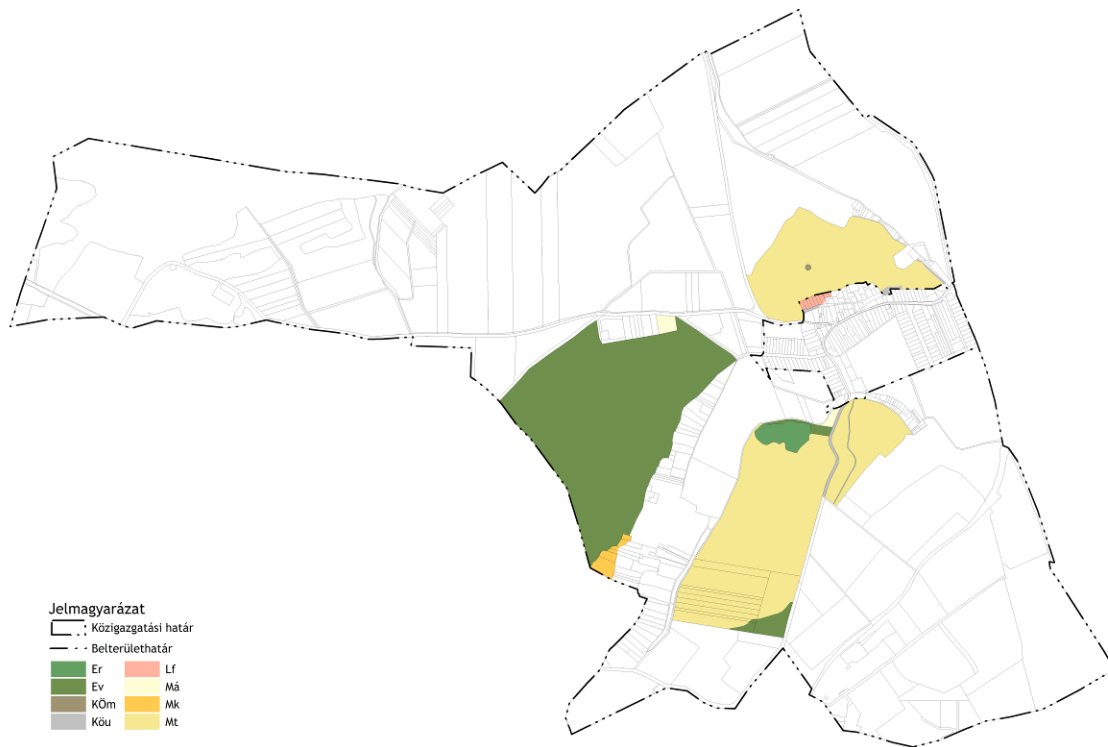 Jelmagyarázat
Közigazgatási határ
Belterülethatár
Er Lf
Ev Má
KÖm Mk
Köu Mt